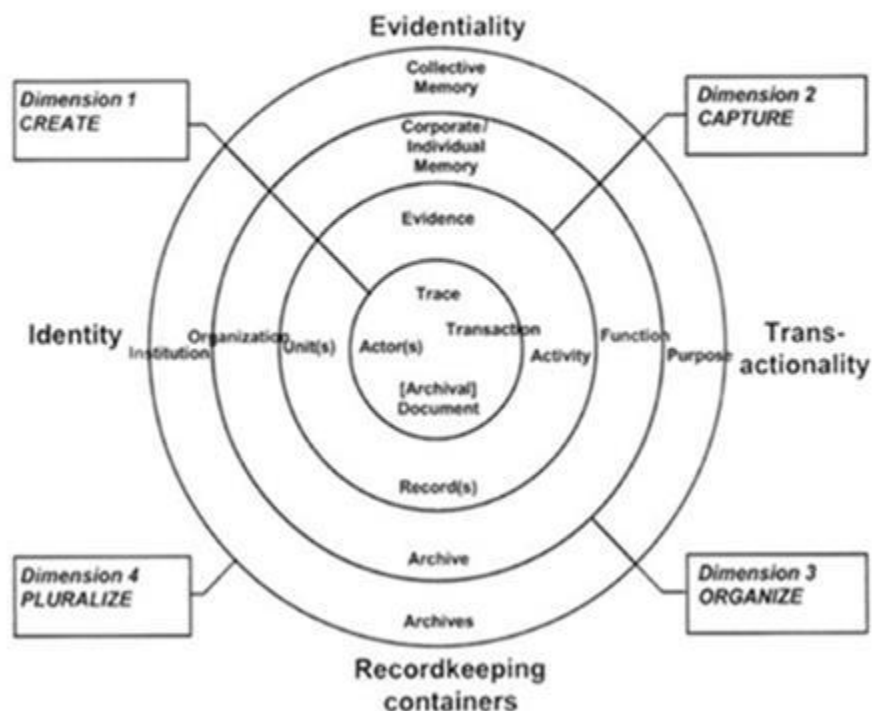 Evidentiality
Collective
Memory
Dimension 1
CREATE
Dimension 2
CAPTURE
Corporate/
Individual
Memory
Evidence
Trace
Identity
Institution
Organization
Unit(s)
Actor(s)
Transaction
Activity
Function
Purpose
Trans-
actionality
[Archival]
Document
Record(s)
Archive
Archives
Dimension 4
PLURALIZE
Dimension 3
ORGANIZE
Recordkeeping
containers